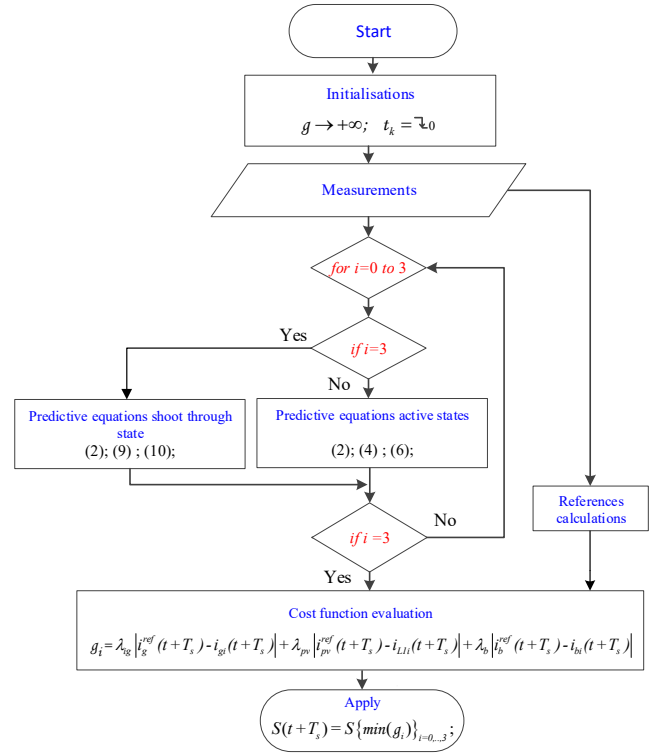 Start
Initialisations
g → +∞; t_k = ↴0
Measurements
for i=0 to 3
Yes
if i=3
No
Predictive equations shoot through
state
(2); (9) ; (10);
Predictive equations active states
(2); (4) ; (6);
if i =3
No
Yes
References
calculations
Cost function evaluation
g_i = λ_ig |i_g^ref (t+T_s) - i_gi (t+T_s)| + λ_pv |i_pv^ref (t+T_s) - i_L1i (t+T_s)| + λ_b |i_b^ref (t+T_s) - i_bi (t+T_s)|
Apply
S(t+T_s) = S{min(g_i)}_i=0,..,3 ;